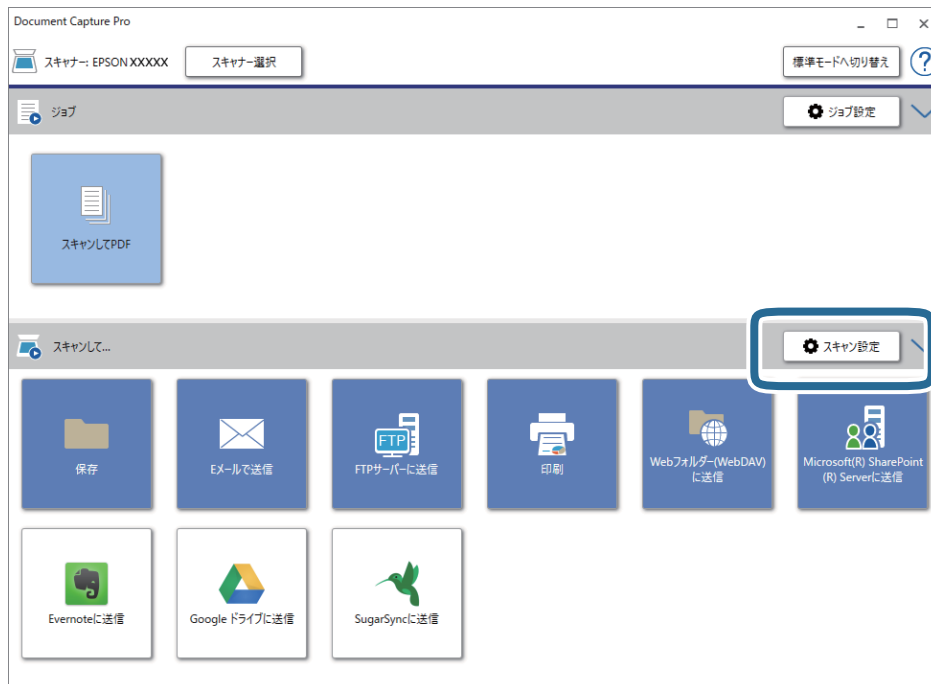 Document Capture Pro
スキャナー: EPSON XXXXX
スキャナー選択
標準モードへ切り替え
?
ジョブ
ジョブ設定
スキャンしてPDF
スキャンして...
スキャン設定
保存
Eメールで送信
FTP
FTPサーバーに送信
印刷
Webフォルダー(WebDAV)
に送信
Microsoft(R) SharePoint
(R) Serverに送信
Evernoteに送信
Google ドライブに送信
SugarSyncに送信